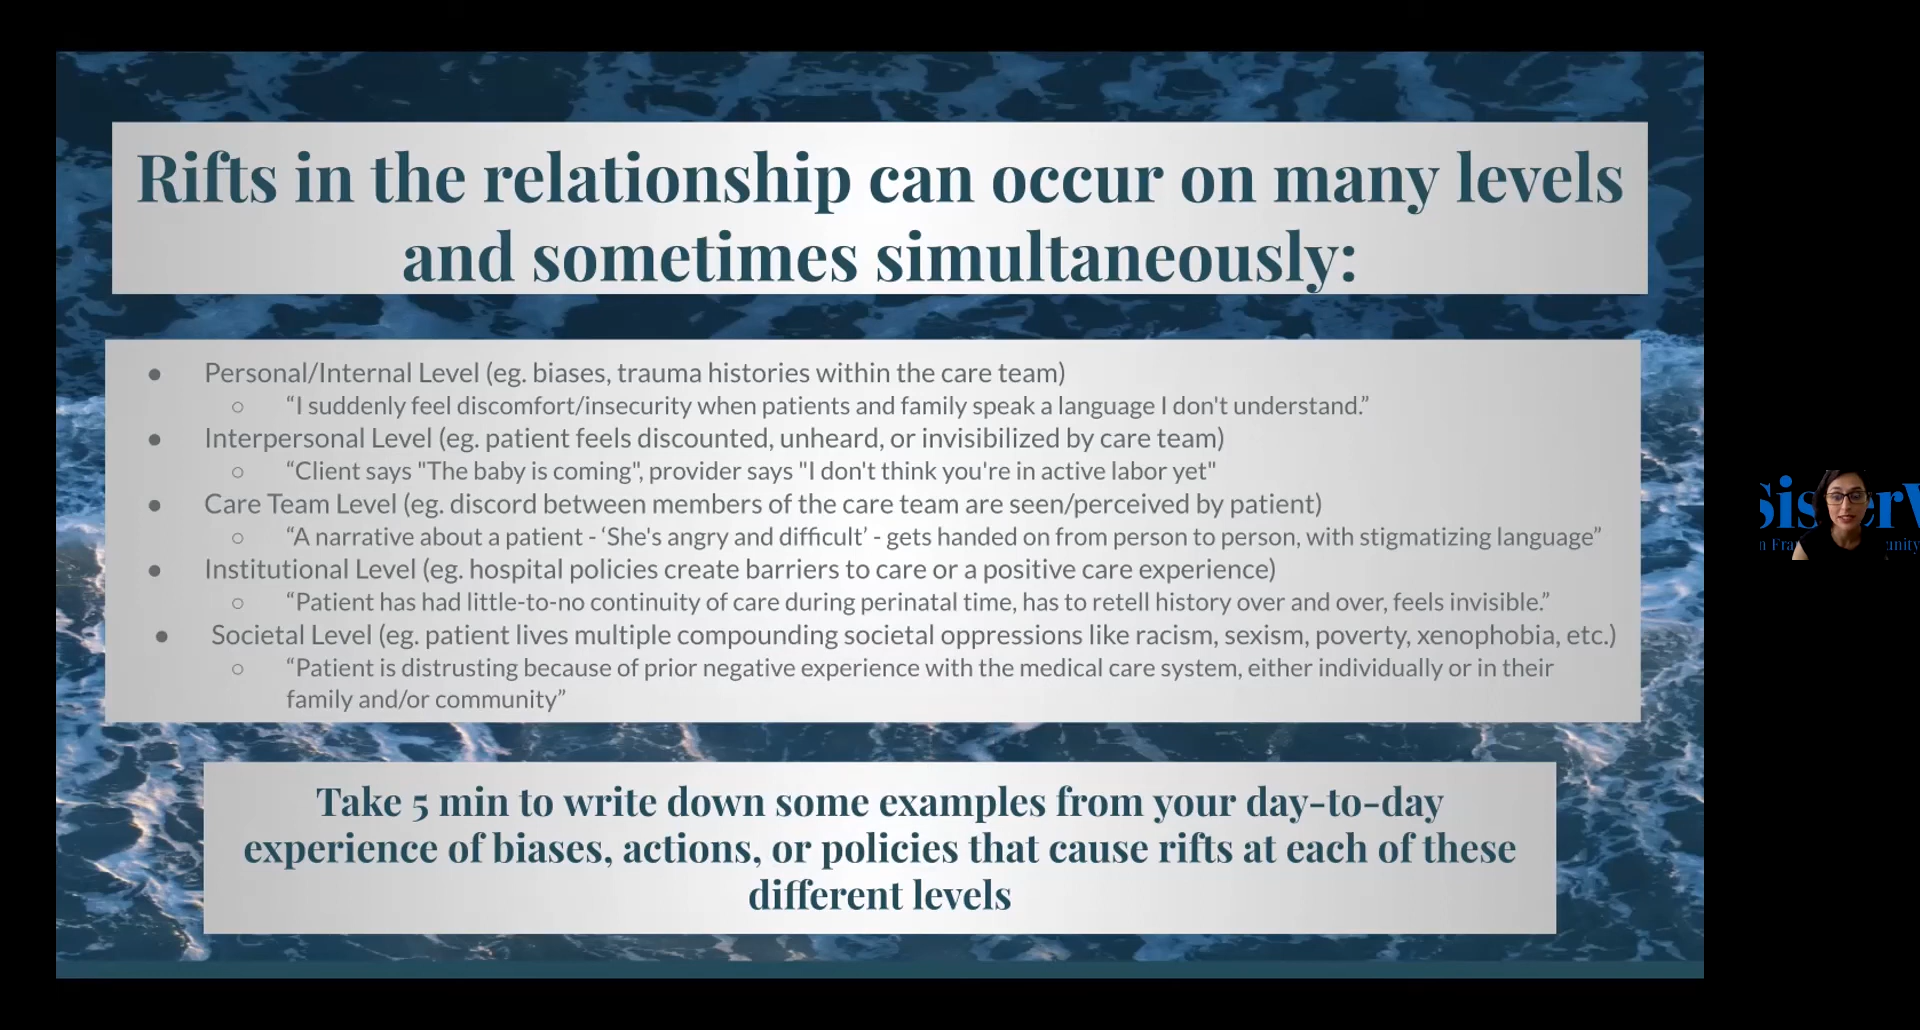 Rifts in the relationship can occur on many levels
and sometimes simultaneously:
● Personal/Internal Level (eg. biases, trauma histories within the care team)
○ “I suddenly feel discomfort/insecurity when patients and family speak a language I don't understand.”
● Interpersonal Level (eg. patient feels discounted, unheard, or invisibilized by care team)
○ “Client says "The baby is coming", provider says "I don't think you're in active labor yet"
● Care Team Level (eg. discord between members of the care team are seen/perceived by patient)
○ “A narrative about a patient - ‘She's angry and difficult’ - gets handed on from person to person, with stigmatizing language”
● Institutional Level (eg. hospital policies create barriers to care or a positive care experience)
○ “Patient has had little-to-no continuity of care during perinatal time, has to retell history over and over, feels invisible.”
● Societal Level (eg. patient lives multiple compounding societal oppressions like racism, sexism, poverty, xenophobia, etc.)
○ “Patient is distrusting because of prior negative experience with the medical care system, either individually or in their
family and/or community”
Take 5 min to write down some examples from your day-to-day
experience of biases, actions, or policies that cause rifts at each of these
different levels